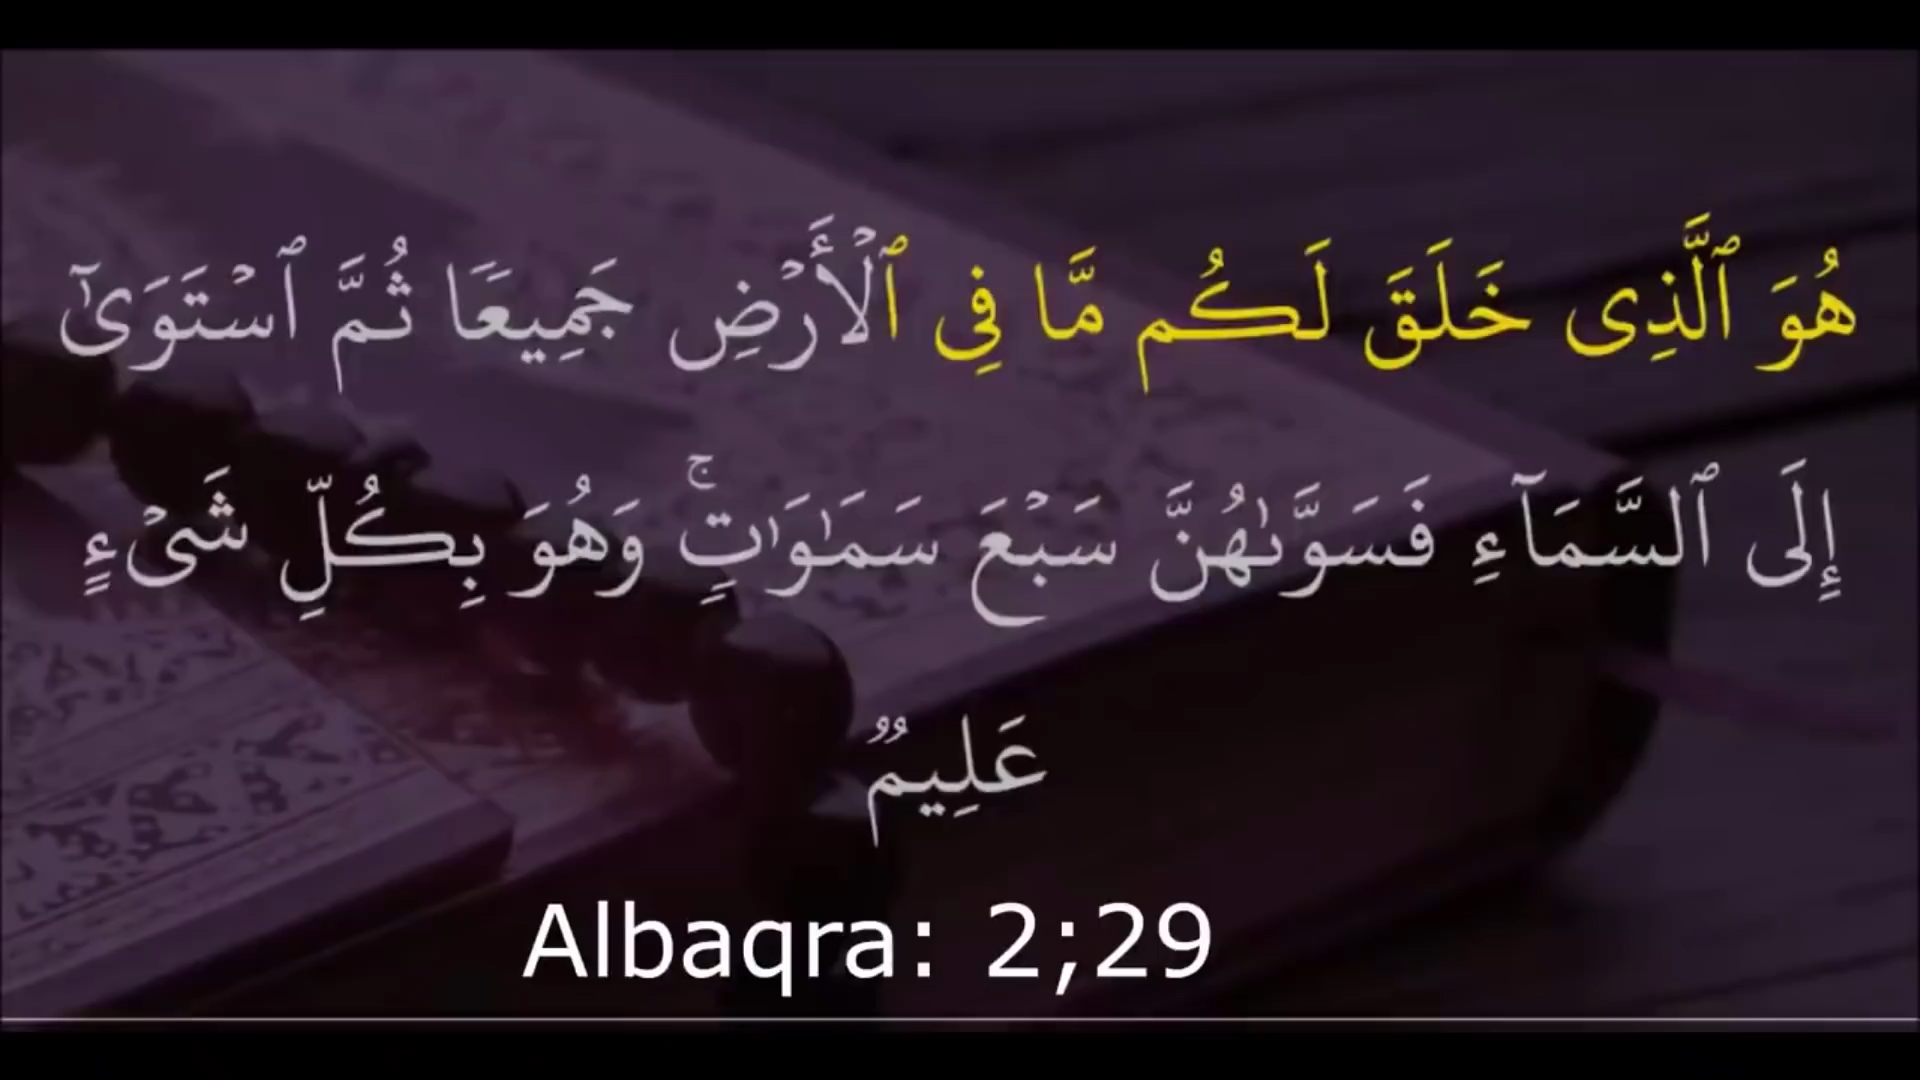 هُوَ ٱلَّذِى خَلَقَ لَكُم مَّا فِى ٱلْأَرْضِ جَمِيعًا ثُمَّ ٱسْتَوَىٰٓ
إِلَى ٱلسَّمَآءِ فَسَوَّىٰهُنَّ سَبْعَ سَمَٰوَٰتٍۢ ۚ وَهُوَ بِكُلِّ شَىْءٍ
عَلِيمٌۭ
Albaqra: 2;29